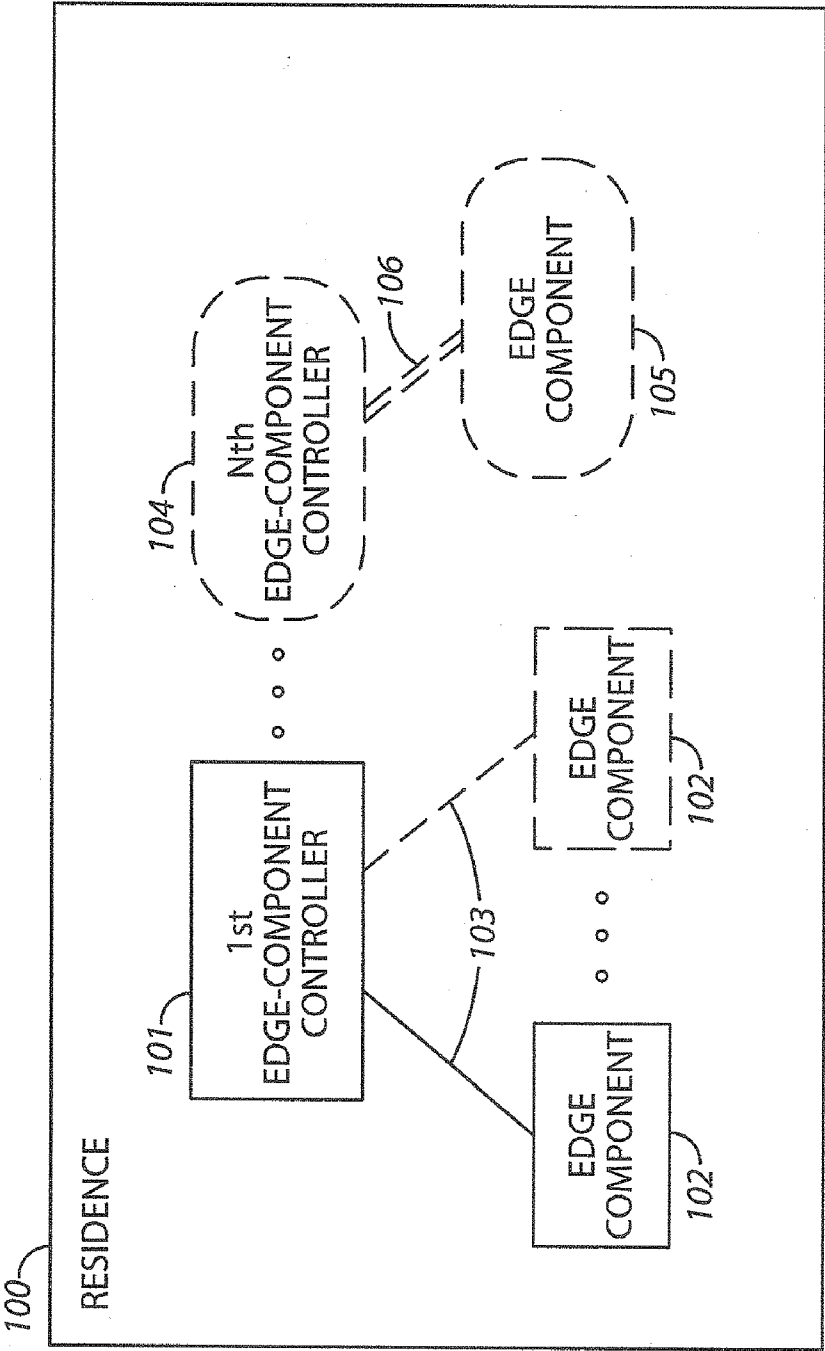 100
RESIDENCE
101
1st
EDGE-COMPONENT
CONTROLLER
104
Nth
EDGE-COMPONENT
CONTROLLER
103
106
EDGE
COMPONENT
102
EDGE
COMPONENT
102
EDGE
COMPONENT
105